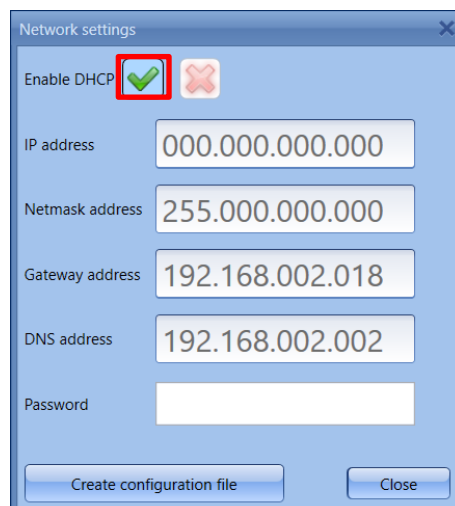 Network settings
Enable DHCP
IP address 000.000.000.000
Netmask address 255.000.000.000
Gateway address 192.168.002.018
DNS address 192.168.002.002
Password
Create configuration file Close